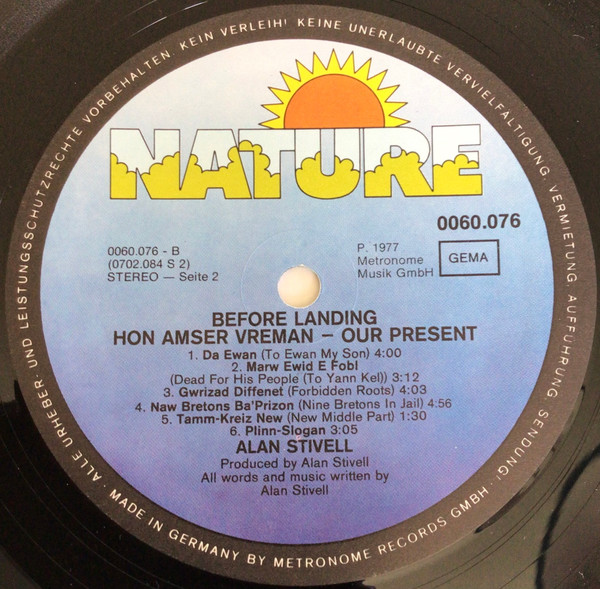 ALLE URHEBER- UND LEISTUNGSSCHUTZRECHTE VORBEHALTEN. KEIN VERLEIH! KEINE UNERLAUBTE VERVIELFÄLTIGUNG, VERMIETUNG, AUFFÜHRUNG, SENDUNG!
NATURE
0060.076
0060.076 - B
(0702.084 S 2)
STEREO — Seite 2
P. 1977
Metronome
Musik GmbH
GEMA
BEFORE LANDING
HON AMSER VREMAN – OUR PRESENT
1. Da Ewan (To Ewan My Son) 4:00
2. Marw Ewid E Fobl
(Dead For His People (To Yann Kel)) 3:12
3. Gwrizad Diffenet (Forbidden Roots) 4:03
4. Naw Bretons Ba'Prizon (Nine Bretons In Jail) 4:56
5. Tamm-Kreiz New (New Middle Part) 1:30
6. Plinn-Slogan 3:05
ALAN STIVELL
Produced by Alan Stivell
All words and music written by
Alan Stivell
MADE IN GERMANY BY METRONOME RECORDS GMBH.